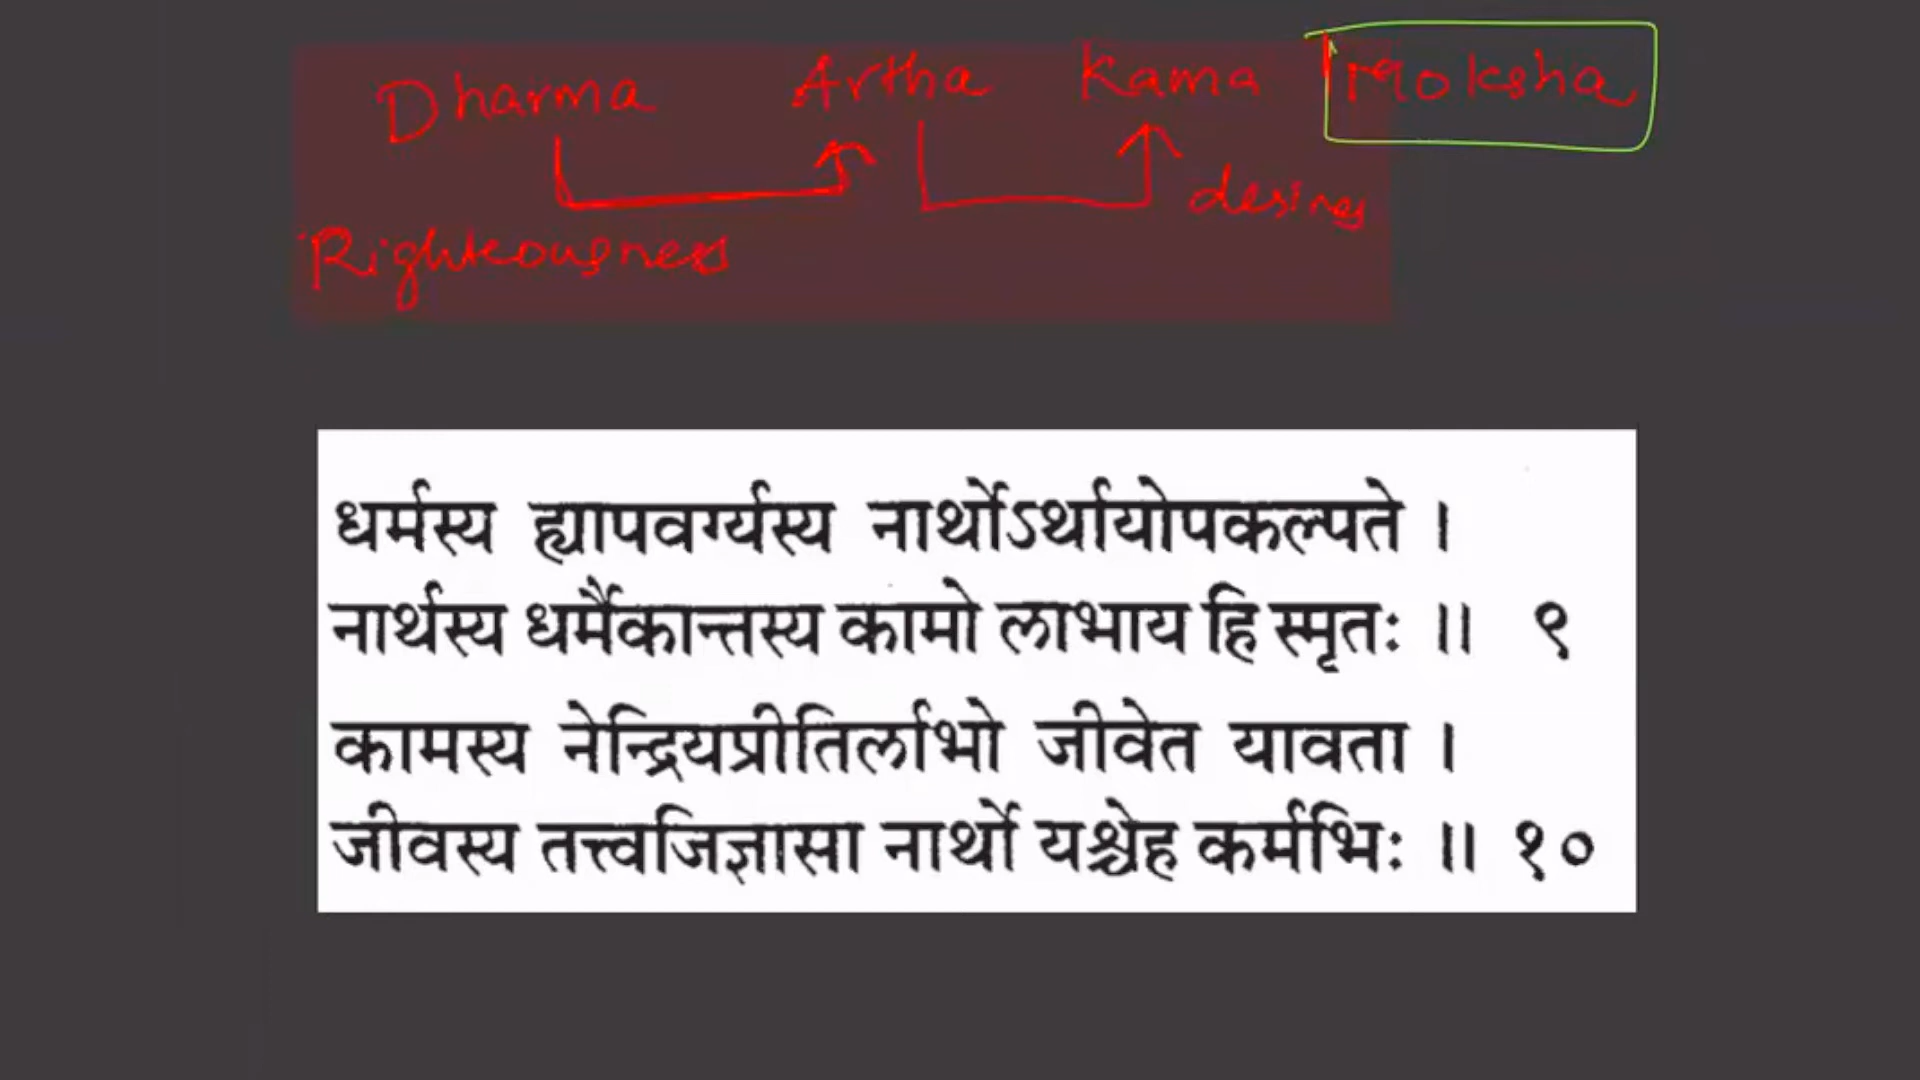 Dharma Artha Kama Moksha
desires
Righteousness
धर्मस्य ह्यापवर्ग्यस्य नार्थोऽर्थायोपकल्पते ।
नार्थस्य धर्मैकान्तस्य कामो लाभाय हि स्मृतः ॥ ९
कामस्य नेन्द्रियप्रीतिर्लाभो जीवेत यावता ।
जीवस्य तत्त्वजिज्ञासा नार्थो यश्चेह कर्मभिः ॥ १०